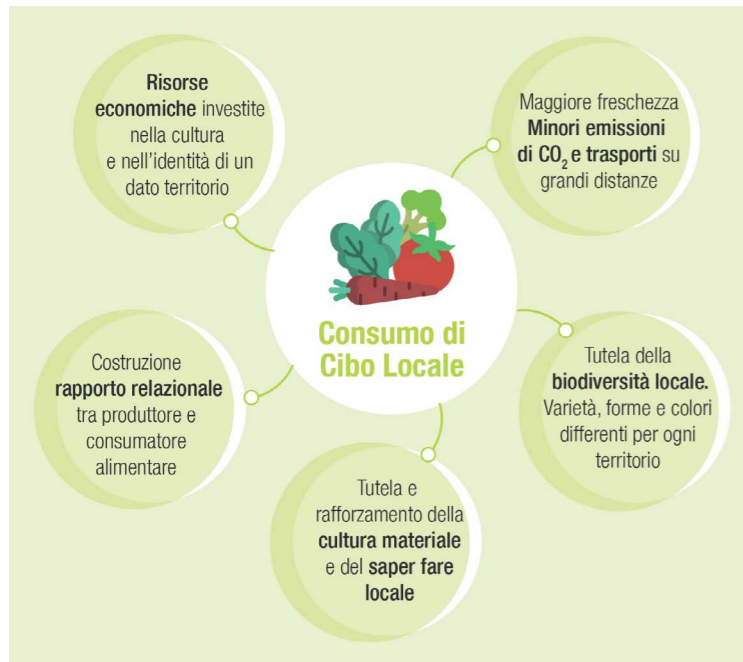 Risorse
economiche investite
nella cultura
e nell'identità di un
dato territorio
Maggiore freschezza
Minori emissioni
di CO₂ e trasporti su
grandi distanze
Consumo di
Cibo Locale
Costruzione
rapporto relazionale
tra produttore e
consumatore
alimentare
Tutela della
biodiversità locale.
Varietà, forme e colori
differenti per ogni
territorio
Tutela e
rafforzamento della
cultura materiale
e del saper fare
locale